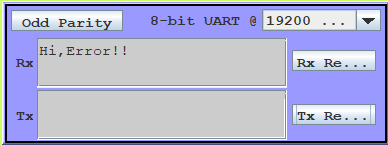 Odd Parity 8-bit UART @ 19200 ...
Rx Hi,Error!! Rx Re...
Tx Tx Re...